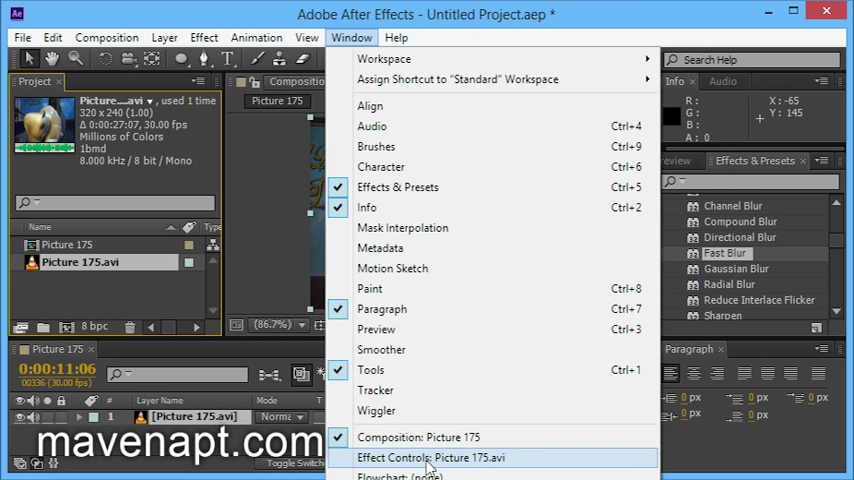 Ae
Adobe After Effects - Untitled Project.aep *
File Edit Composition Layer Effect Animation View Window Help
Search Help
Project
Picture....avi ▼, used 1 time
320 x 240 (1.00)
Δ 0:00:27:07, 30.00 fps
Millions of Colors
1bmd
8.000 kHz / 8 bit / Mono
Name Type
Picture 175
Picture 175.avi
8 bpc
Composition
Picture 175
(86.7%)
Workspace
Assign Shortcut to "Standard" Workspace
Align
Audio Ctrl+4
Brushes Ctrl+9
Character Ctrl+6
Effects & Presets Ctrl+5
Info Ctrl+2
Mask Interpolation
Metadata
Motion Sketch
Paint Ctrl+8
Paragraph Ctrl+7
Preview Ctrl+3
Smoother
Tools Ctrl+1
Tracker
Wiggler
Composition: Picture 175
Effect Controls: Picture 175.avi
Flowchart: (none)
Info Audio
R: X: -65
G: Y: 145
B:
A: 0
review Effects & Presets
Channel Blur
Compound Blur
Directional Blur
Fast Blur
Gaussian Blur
Radial Blur
Reduce Interlace Flicker
Sharpen
Paragraph
0 px 0 px 0 px
0 px 0 px
Picture 175
0:00:11:06
00336 (30.00 fps)
# Layer Name Mode
1 [Picture 175.avi] Norma
Toggle Switch
mavenapt.com